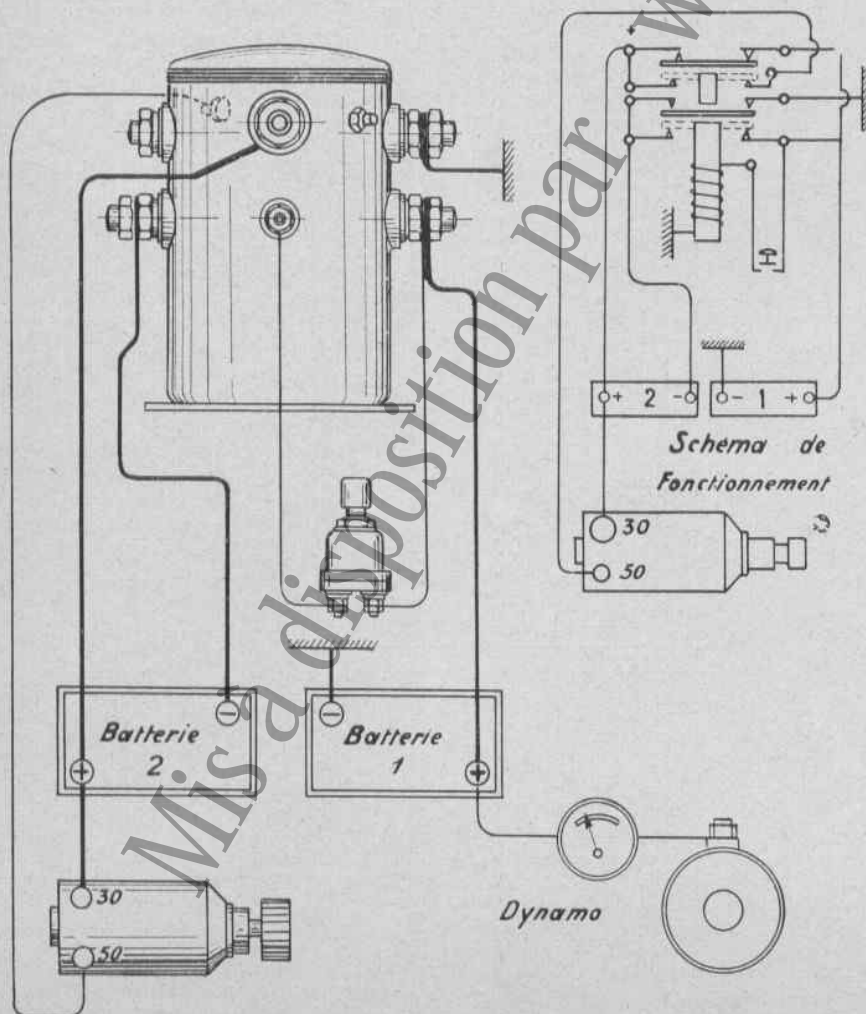 + 2 -
- 1 +
Schema de
Fonctionnement
30
50
Batterie
2
-
+
Batterie
1
-
+
30
50
Dynamo
Mis a disposition par w